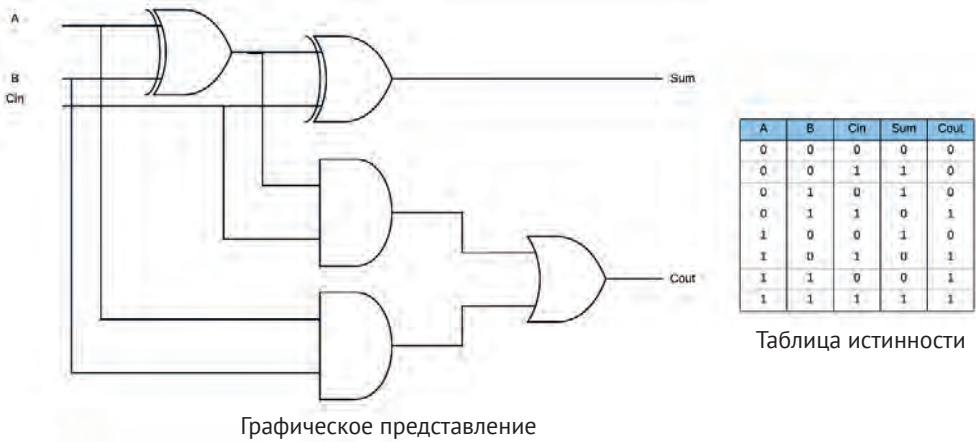 A
B
Cin
Sum
Cout
A B Cin Sum Cout
0 0 0 0 0
0 0 1 1 0
0 1 0 1 0
0 1 1 0 1
1 0 0 1 0
1 0 1 0 1
1 1 0 0 1
1 1 1 1 1
Таблица истинности
Графическое представление